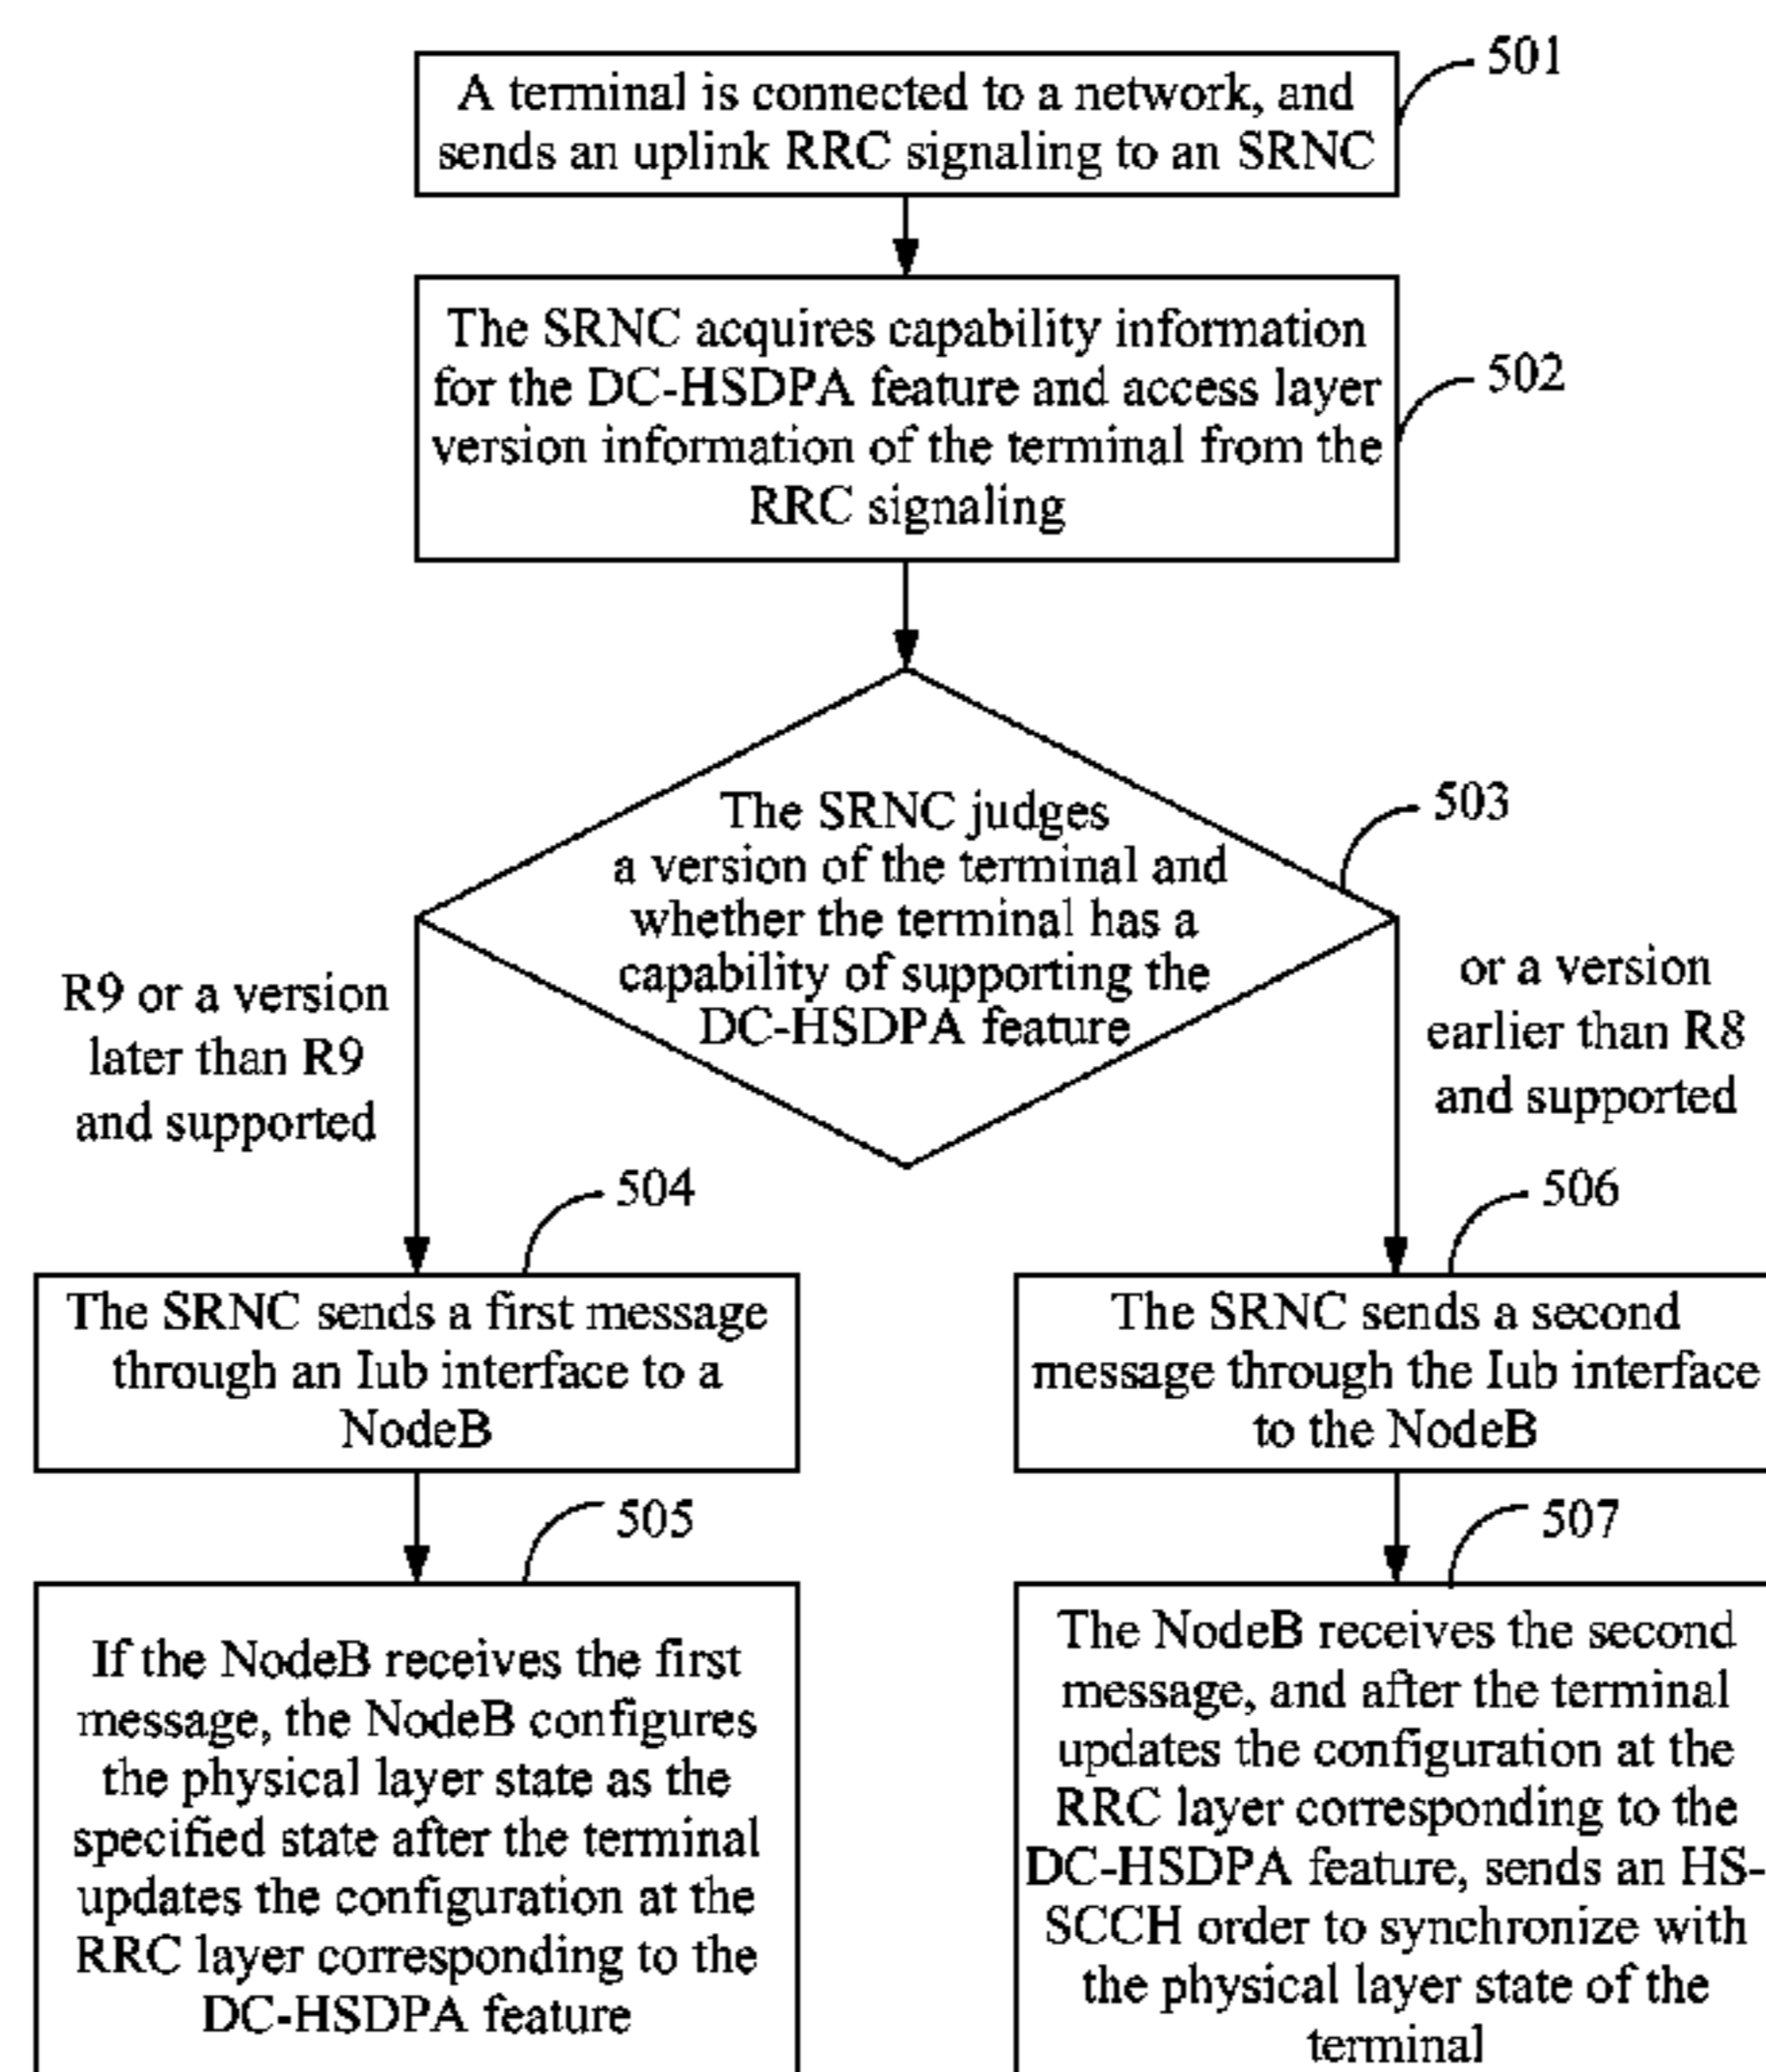 501
A terminal is connected to a network, and
sends an uplink RRC signaling to an SRNC
The SRNC acquires capability information
for the DC-HSDPA feature and access layer
version information of the terminal from the
RRC signaling
502
The SRNC judges
a version of the terminal and
whether the terminal has a
capability of supporting the
DC-HSDPA feature
503
R9 or a version
later than R9
and supported
or a version
earlier than R8
and supported
504
The SRNC sends a first message
through an Iub interface to a
NodeB
506
The SRNC sends a second
message through the Iub interface
to the NodeB
505
If the NodeB receives the first
message, the NodeB configures
the physical layer state as the
specified state after the terminal
updates the configuration at the
RRC layer corresponding to the
DC-HSDPA feature
507
The NodeB receives the second
message, and after the terminal
updates the configuration at the
RRC layer corresponding to the
DC-HSDPA feature, sends an HS-
SCCH order to synchronize with
the physical layer state of the
terminal